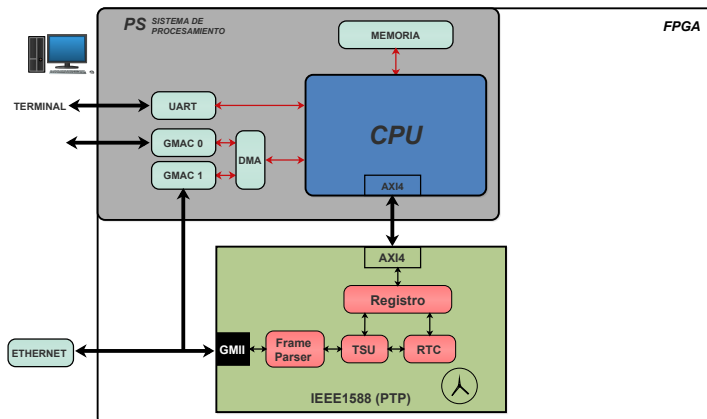 PS SISTEMA DE
PROCESAMIENTO
FPGA
MEMORIA
TERMINAL
UART
CPU
GMAC 0
DMA
GMAC 1
AXI4
AXI4
Registro
ETHERNET
GMII
Frame
Parser
TSU
RTC
IEEE1588 (PTP)